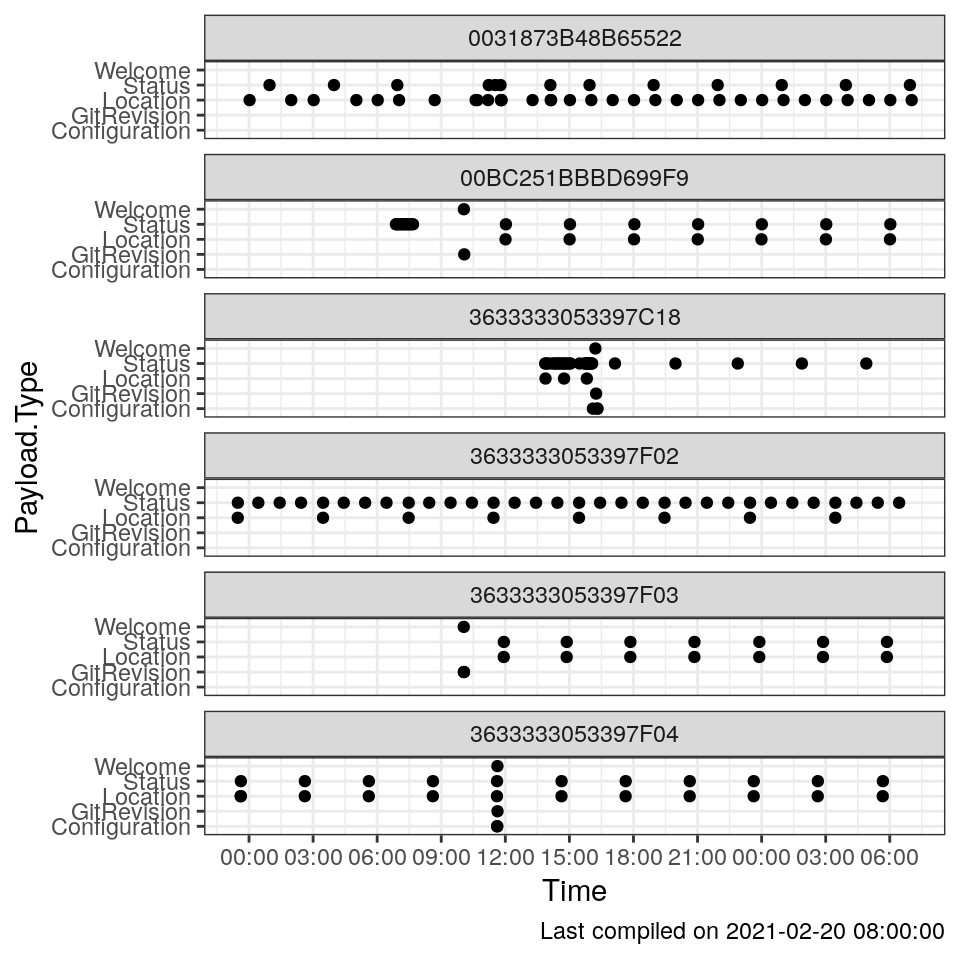 0031873B48B65522
Welcome
Status
Location
GitRevision
Configuration
00BC251BBBD699F9
Welcome
Status
Location
GitRevision
Configuration
3633333053397C18
Welcome
Status
Location
GitRevision
Configuration
Payload.Type
3633333053397F02
Welcome
Status
Location
GitRevision
Configuration
3633333053397F03
Welcome
Status
Location
GitRevision
Configuration
3633333053397F04
Welcome
Status
Location
GitRevision
Configuration
00:00 03:00 06:00 09:00 12:00 15:00 18:00 21:00 00:00 03:00 06:00
Time
Last compiled on 2021-02-20 08:00:00